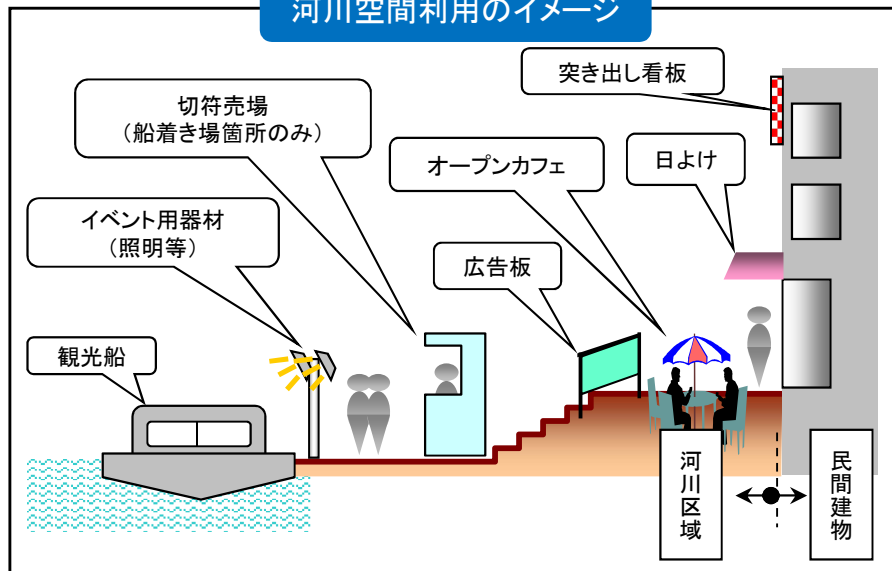 河川空間利用のイメージ
突き出し看板
切符売場
（船着き場箇所のみ）
オープンカフェ
日よけ
イベント用器材
（照明等）
広告板
観光船
河川区域
民間建物